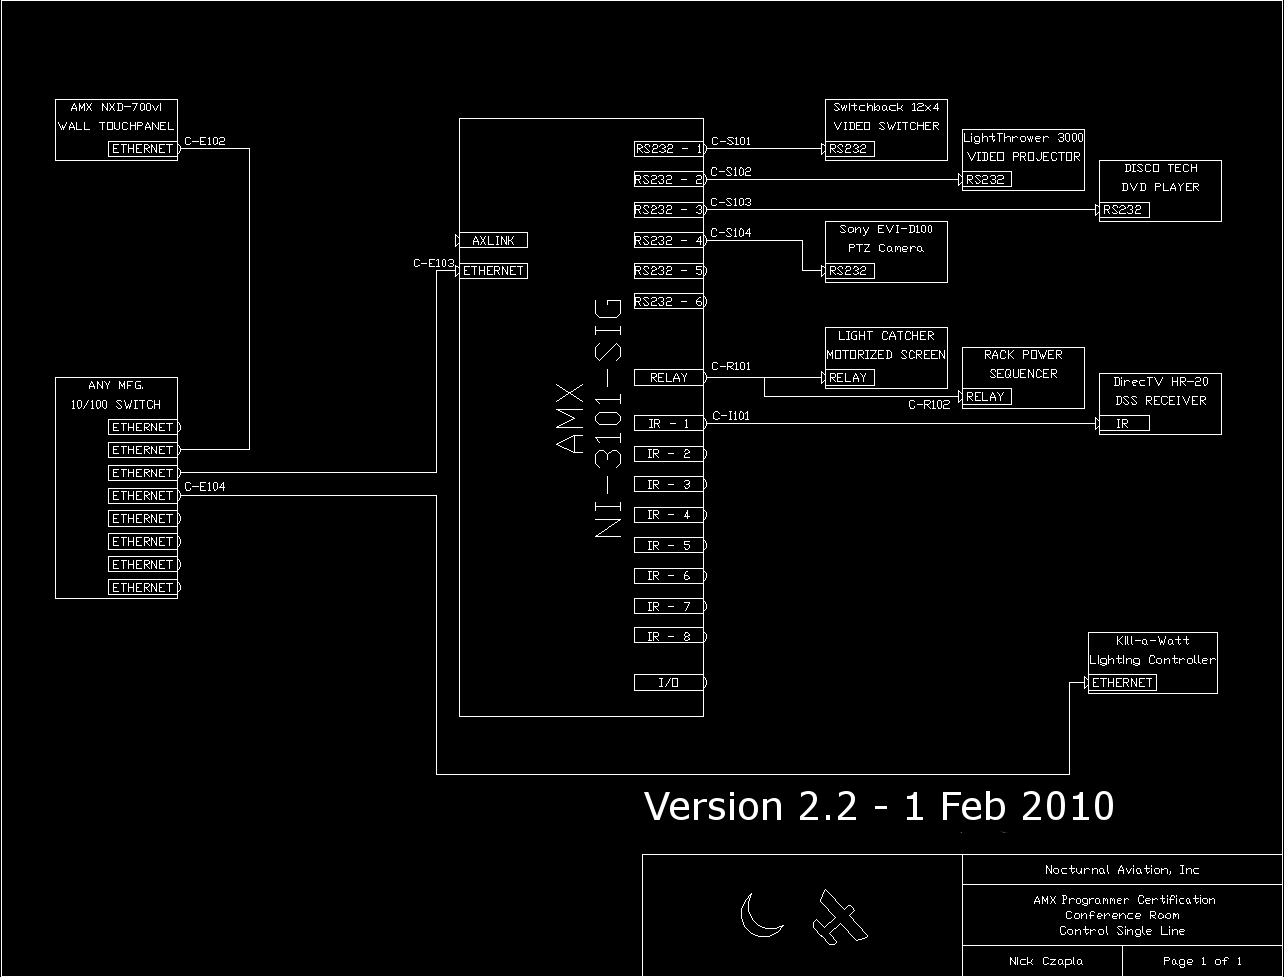 AMX NXD-700vi
WALL TOUCHPANEL
ETHERNET
C-E102
ANY MFG.
10/100 SWITCH
ETHERNET
ETHERNET
ETHERNET
ETHERNET
ETHERNET
ETHERNET
ETHERNET
ETHERNET
C-E104
C-E103
AXLINK
ETHERNET
AMX
NI-3101-SIG
RS232 - 1
RS232 - 2
RS232 - 3
RS232 - 4
RS232 - 5
RS232 - 6
RELAY
IR - 1
IR - 2
IR - 3
IR - 4
IR - 5
IR - 6
IR - 7
IR - 8
I/O
C-S101
C-S102
C-S103
C-S104
C-R101
C-R102
C-I101
Switchback 12x4
VIDEO SWITCHER
RS232
LightThrower 3000
VIDEO PROJECTOR
RS232
DISCO TECH
DVD PLAYER
RS232
Sony EVI-D100
PTZ Camera
RS232
LIGHT CATCHER
MOTORIZED SCREEN
RELAY
RACK POWER
SEQUENCER
RELAY
DirecTV HR-20
DSS RECEIVER
IR
Kill-a-Watt
Lighting Controller
ETHERNET
Version 2.2 - 1 Feb 2010
Nocturnal Aviation, Inc
AMX Programmer Certification
Conference Room
Control Single Line
Nick Czapla
Page 1 of 1